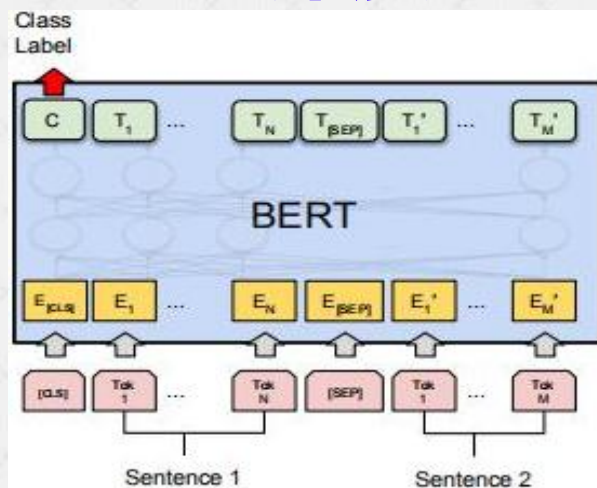 Class
Label
C T1 ... TN T[SEP] T1' ... TM'
BERT
E[CLS] E1 ... EN E[SEP] E1' ... EM'
[CLS] Tok 1 ... Tok N [SEP] Tok 1 ... Tok M
Sentence 1 Sentence 2